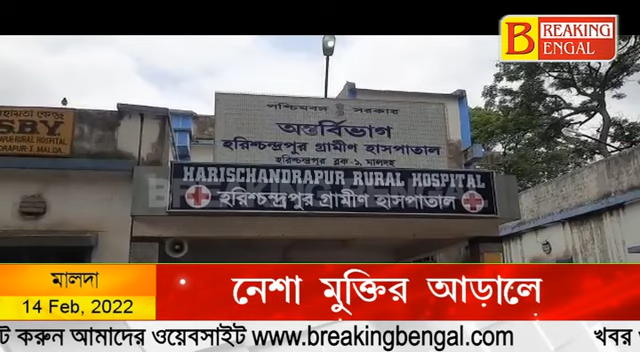 BREAKING BENGAL
পশ্চিমবঙ্গ সরকার
অন্তর্বিভাগ
হরিশ্চন্দ্রপুর গ্রামীণ হাসপাতাল
হরিশ্চন্দ্রপুর ব্লক-১, মালদহ
SBY
RURAL HOSPITAL
I. MALDA
HARISCHANDRAPUR RURAL HOSPITAL
হরিশ্চন্দ্রপুর গ্রামীণ হাসপাতাল
মালদা
14 Feb, 2022
নেশা মুক্তির আড়ালে
করুন আমাদের ওয়েবসাইট www.breakingbengal.com
খবর